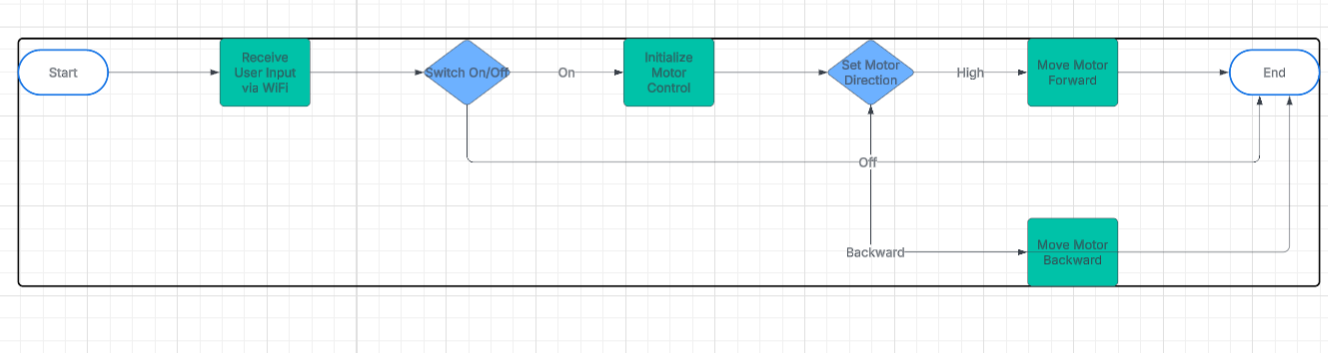 Start
Receive
User Input
via WiFi
Switch On/Off
On
Initialize
Motor
Control
Set Motor
Direction
High
Move Motor
Forward
End
Off
Backward
Move Motor
Backward